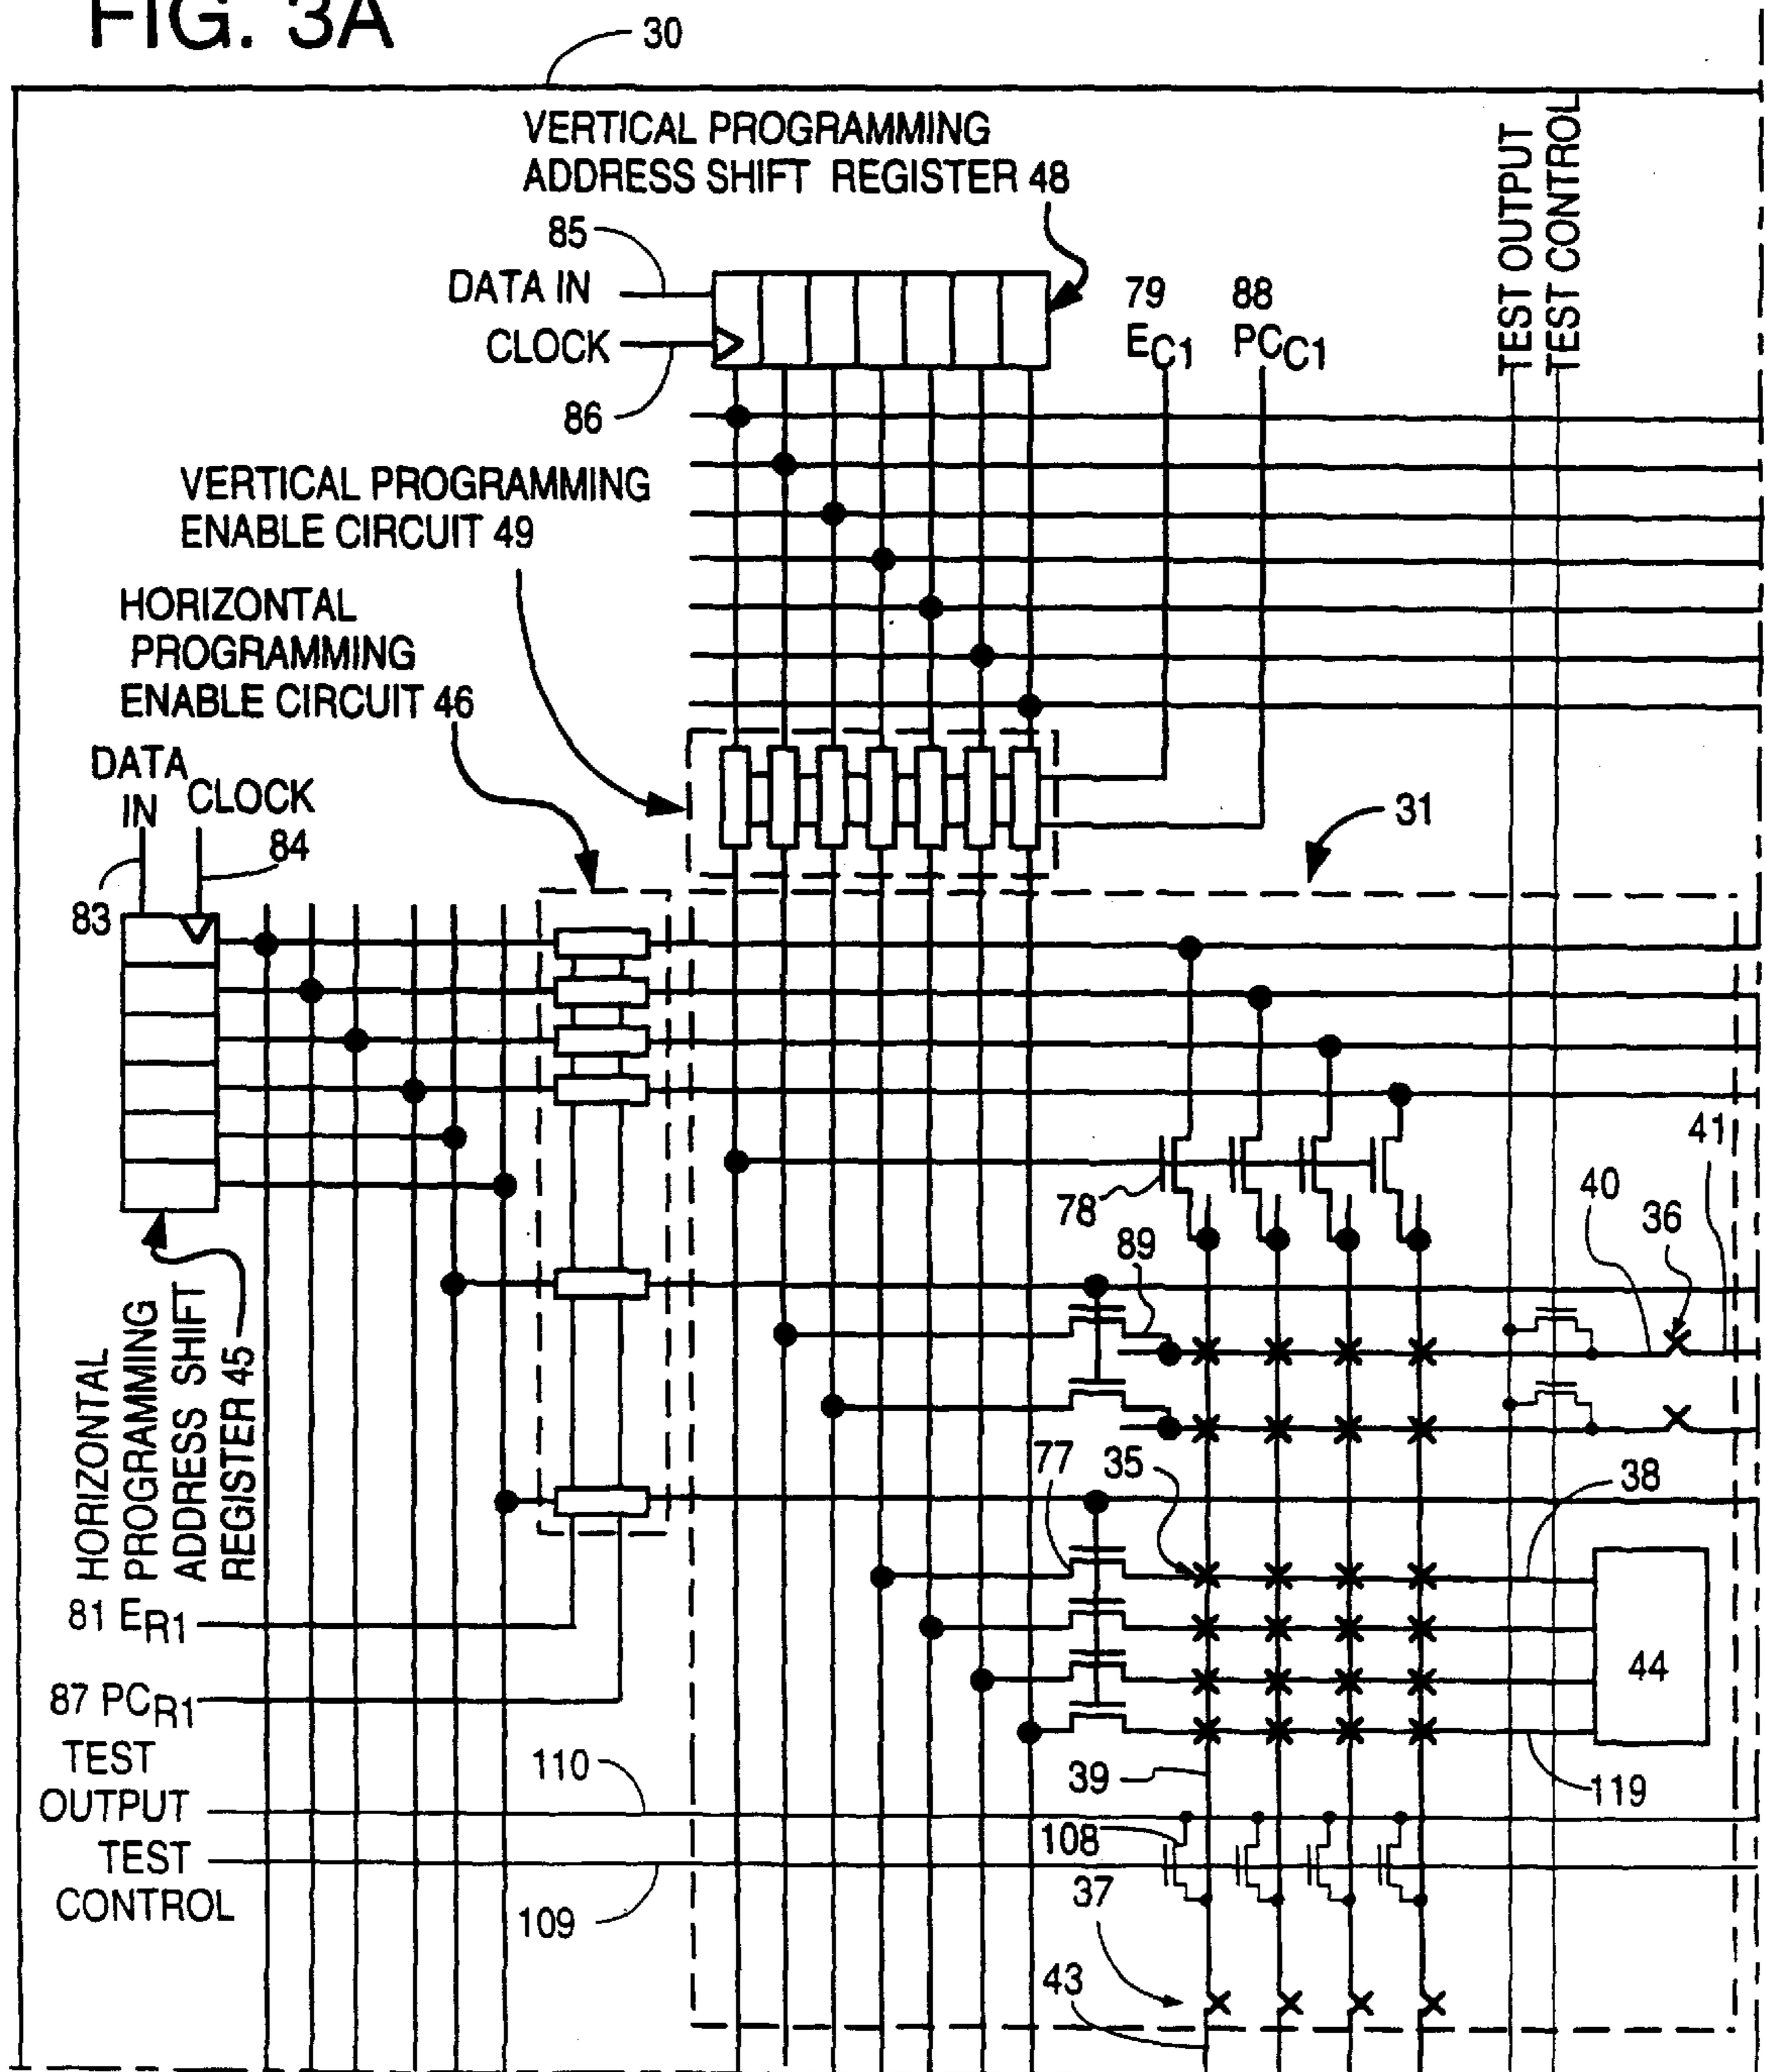 FIG. 3A
30
VERTICAL PROGRAMMING
ADDRESS SHIFT REGISTER 48
TEST OUTPUT
TEST CONTROL
85
DATA IN
CLOCK
86
79
EC1
88
PCC1
VERTICAL PROGRAMMING
ENABLE CIRCUIT 49
HORIZONTAL
PROGRAMMING
ENABLE CIRCUIT 46
DATA
IN
CLOCK
84
83
31
78
89
40
36
41
HORIZONTAL
PROGRAMMING
ADDRESS SHIFT
REGISTER 45
77
35
38
81 ER1
44
87 PCR1
TEST
OUTPUT
110
39
119
108
TEST
CONTROL
109
37
43